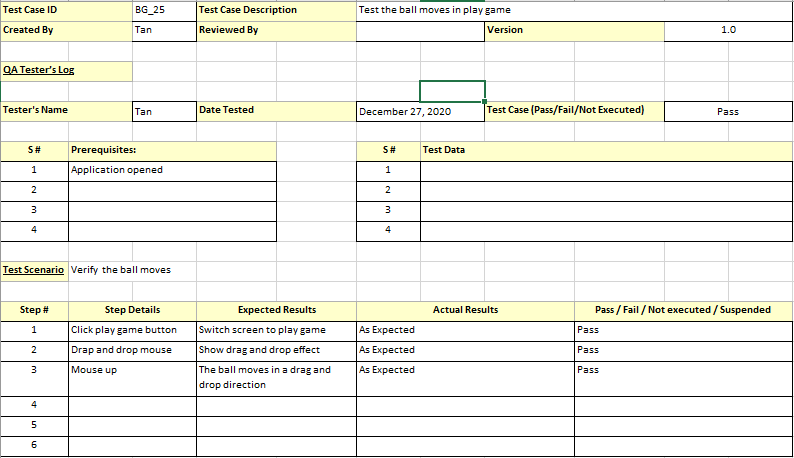 Test Case ID BG_25 Test Case Description Test the ball moves in play game
Created By Tan Reviewed By Version 1.0
QA Tester's Log
Tester's Name Tan Date Tested December 27, 2020 Test Case (Pass/Fail/Not Executed) Pass
S # Prerequisites: S # Test Data
1 Application opened 1
2 2
3 3
4 4
Test Scenario Verify the ball moves
Step # Step Details Expected Results Actual Results Pass / Fail / Not executed / Suspended
1 Click play game button Switch screen to play game As Expected Pass
2 Drap and drop mouse Show drag and drop effect As Expected Pass
3 Mouse up The ball moves in a drag and As Expected Pass
drop direction
4
5
6